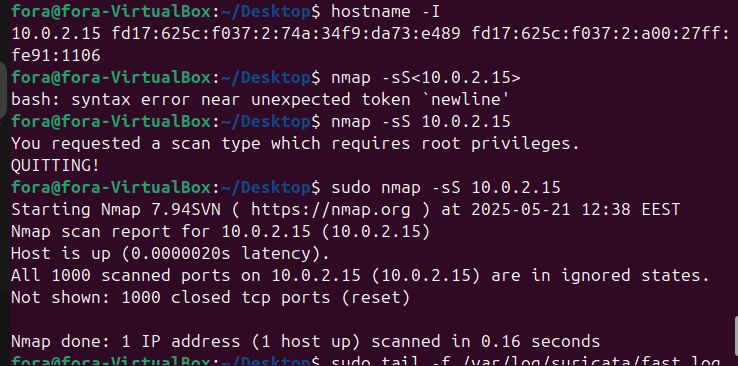 fora@fora-VirtualBox:~/Desktop$ hostname -I
10.0.2.15 fd17:625c:f037:2:74a:34f9:da73:e489 fd17:625c:f037:2:a00:27ff:
fe91:1106
fora@fora-VirtualBox:~/Desktop$ nmap -sS<10.0.2.15>
bash: syntax error near unexpected token `newline'
fora@fora-VirtualBox:~/Desktop$ nmap -sS 10.0.2.15
You requested a scan type which requires root privileges.
QUITTING!
fora@fora-VirtualBox:~/Desktop$ sudo nmap -sS 10.0.2.15
Starting Nmap 7.94SVN ( https://nmap.org ) at 2025-05-21 12:38 EEST
Nmap scan report for 10.0.2.15 (10.0.2.15)
Host is up (0.0000020s latency).
All 1000 scanned ports on 10.0.2.15 (10.0.2.15) are in ignored states.
Not shown: 1000 closed tcp ports (reset)
Nmap done: 1 IP address (1 host up) scanned in 0.16 seconds
fora@fora-VirtualBox:~/Desktop$ sudo tail -f /var/log/suricata/fast.log